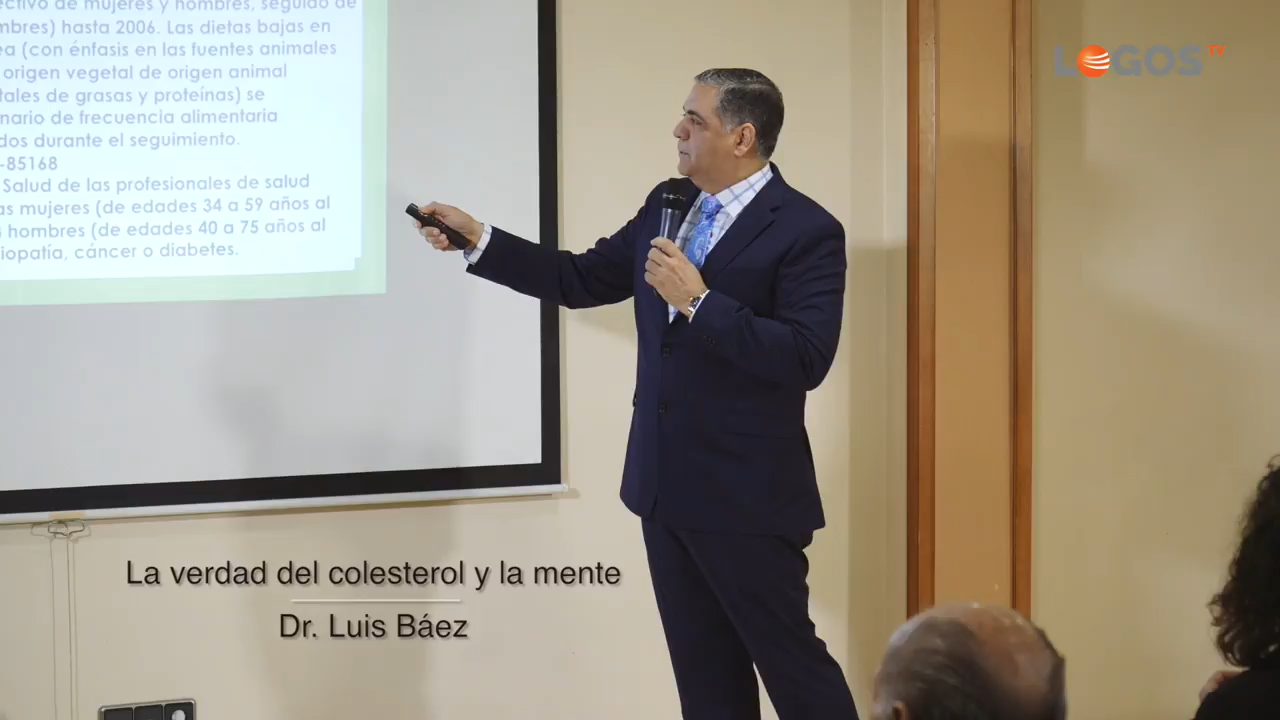 ectivo de mujeres y hombres, seguido de
mbres) hasta 2006. Las dietas bajas en
ea (con énfasis en las fuentes animales
origen vegetal de origen animal
tales de grasas y proteínas) se
nario de frecuencia alimentaria
dos durante el seguimiento.
-85168
Salud de las profesionales de salud
as mujeres (de edades 34 a 59 años al
hombres (de edades 40 a 75 años al
iopatía, cáncer o diabetes.
LOGOS TV
La verdad del colesterol y la mente
Dr. Luis Báez